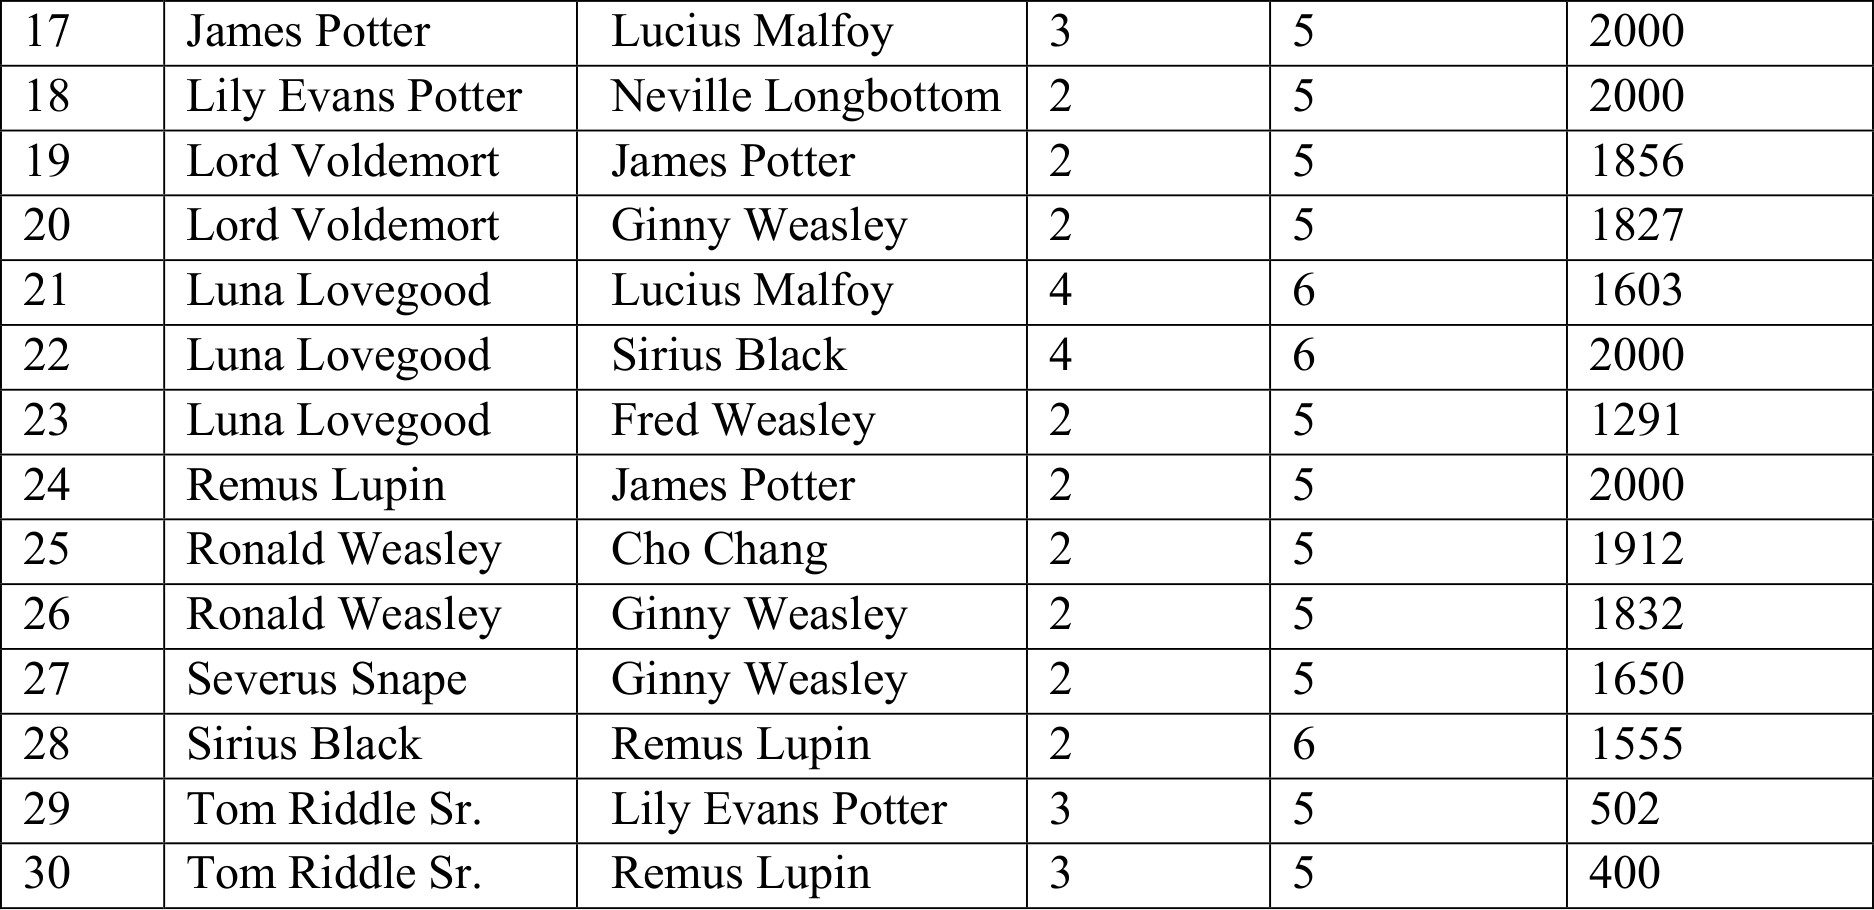 17 James Potter Lucius Malfoy 3 5 2000
18 Lily Evans Potter Neville Longbottom 2 5 2000
19 Lord Voldemort James Potter 2 5 1856
20 Lord Voldemort Ginny Weasley 2 5 1827
21 Luna Lovegood Lucius Malfoy 4 6 1603
22 Luna Lovegood Sirius Black 4 6 2000
23 Luna Lovegood Fred Weasley 2 5 1291
24 Remus Lupin James Potter 2 5 2000
25 Ronald Weasley Cho Chang 2 5 1912
26 Ronald Weasley Ginny Weasley 2 5 1832
27 Severus Snape Ginny Weasley 2 5 1650
28 Sirius Black Remus Lupin 2 6 1555
29 Tom Riddle Sr. Lily Evans Potter 3 5 502
30 Tom Riddle Sr. Remus Lupin 3 5 400